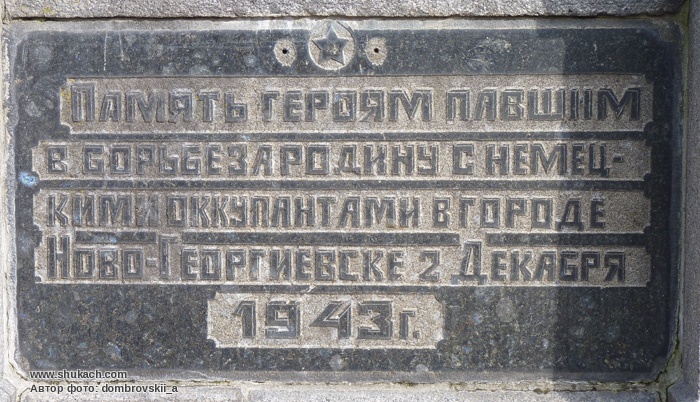 Память героям павшим
в борьбе за родину с немец-
кими оккупантами в городе
Ново-Георгиевске 2 Декабря
1943г.
www.shukach.com
Автор фото: dombrovskii_a